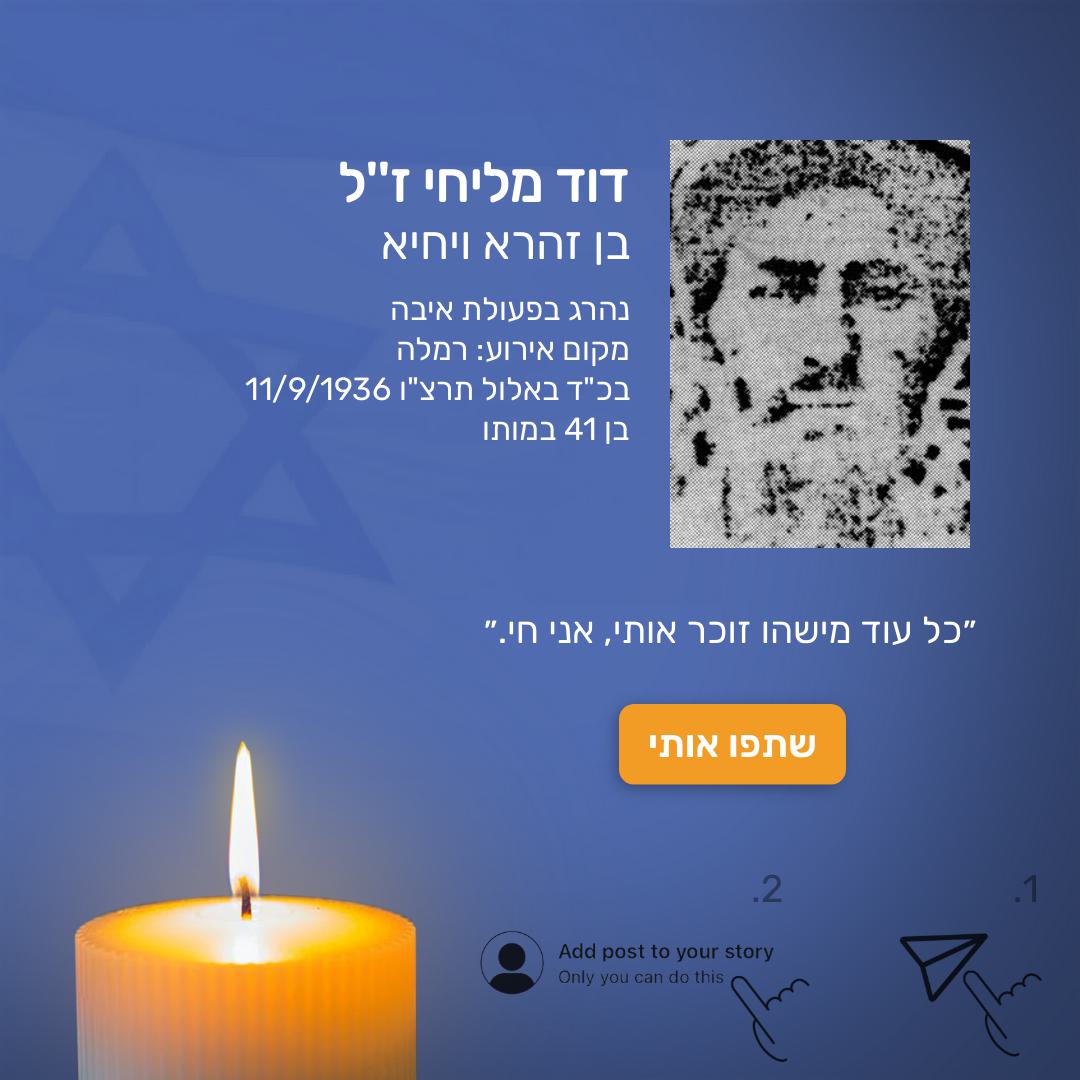 דוד מליחי ז"ל
בן זהרא ויחיא
נהרג בפעולת איבה
מקום אירוע: רמלה
בכ"ד באלול תרצ"ו 11/9/1936
בן 41 במותו
"כל עוד מישהו זוכר אותי, אני חי."
שתפו אותי
.1
.2
Add post to your story
Only you can do this